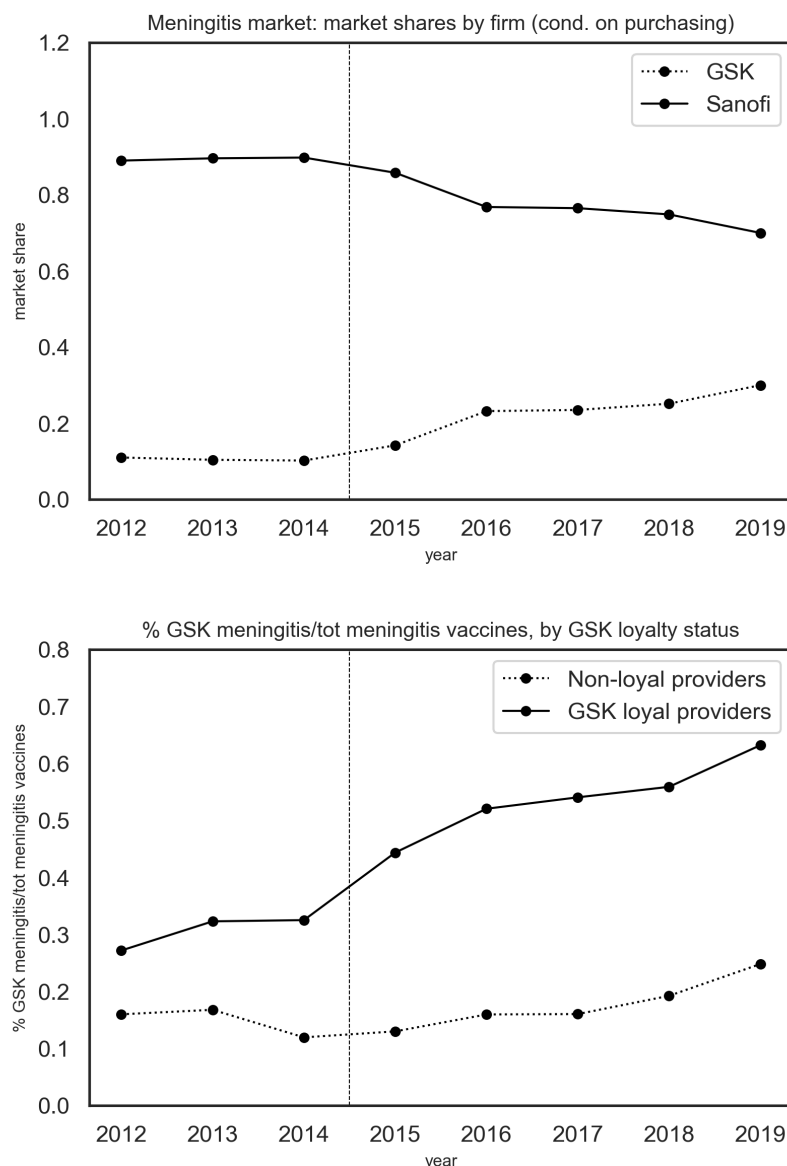 Meningitis market: market shares by firm (cond. on purchasing)
1.2
1.0
0.8
0.6
0.4
0.2
0.0
market share
GSK
Sanofi
2012 2013 2014 2015 2016 2017 2018 2019
year
% GSK meningitis/tot meningitis vaccines, by GSK loyalty status
0.8
0.7
0.6
0.5
0.4
0.3
0.2
0.1
0.0
% GSK meningitis/tot meningitis vaccines
Non-loyal providers
GSK loyal providers
2012 2013 2014 2015 2016 2017 2018 2019
year